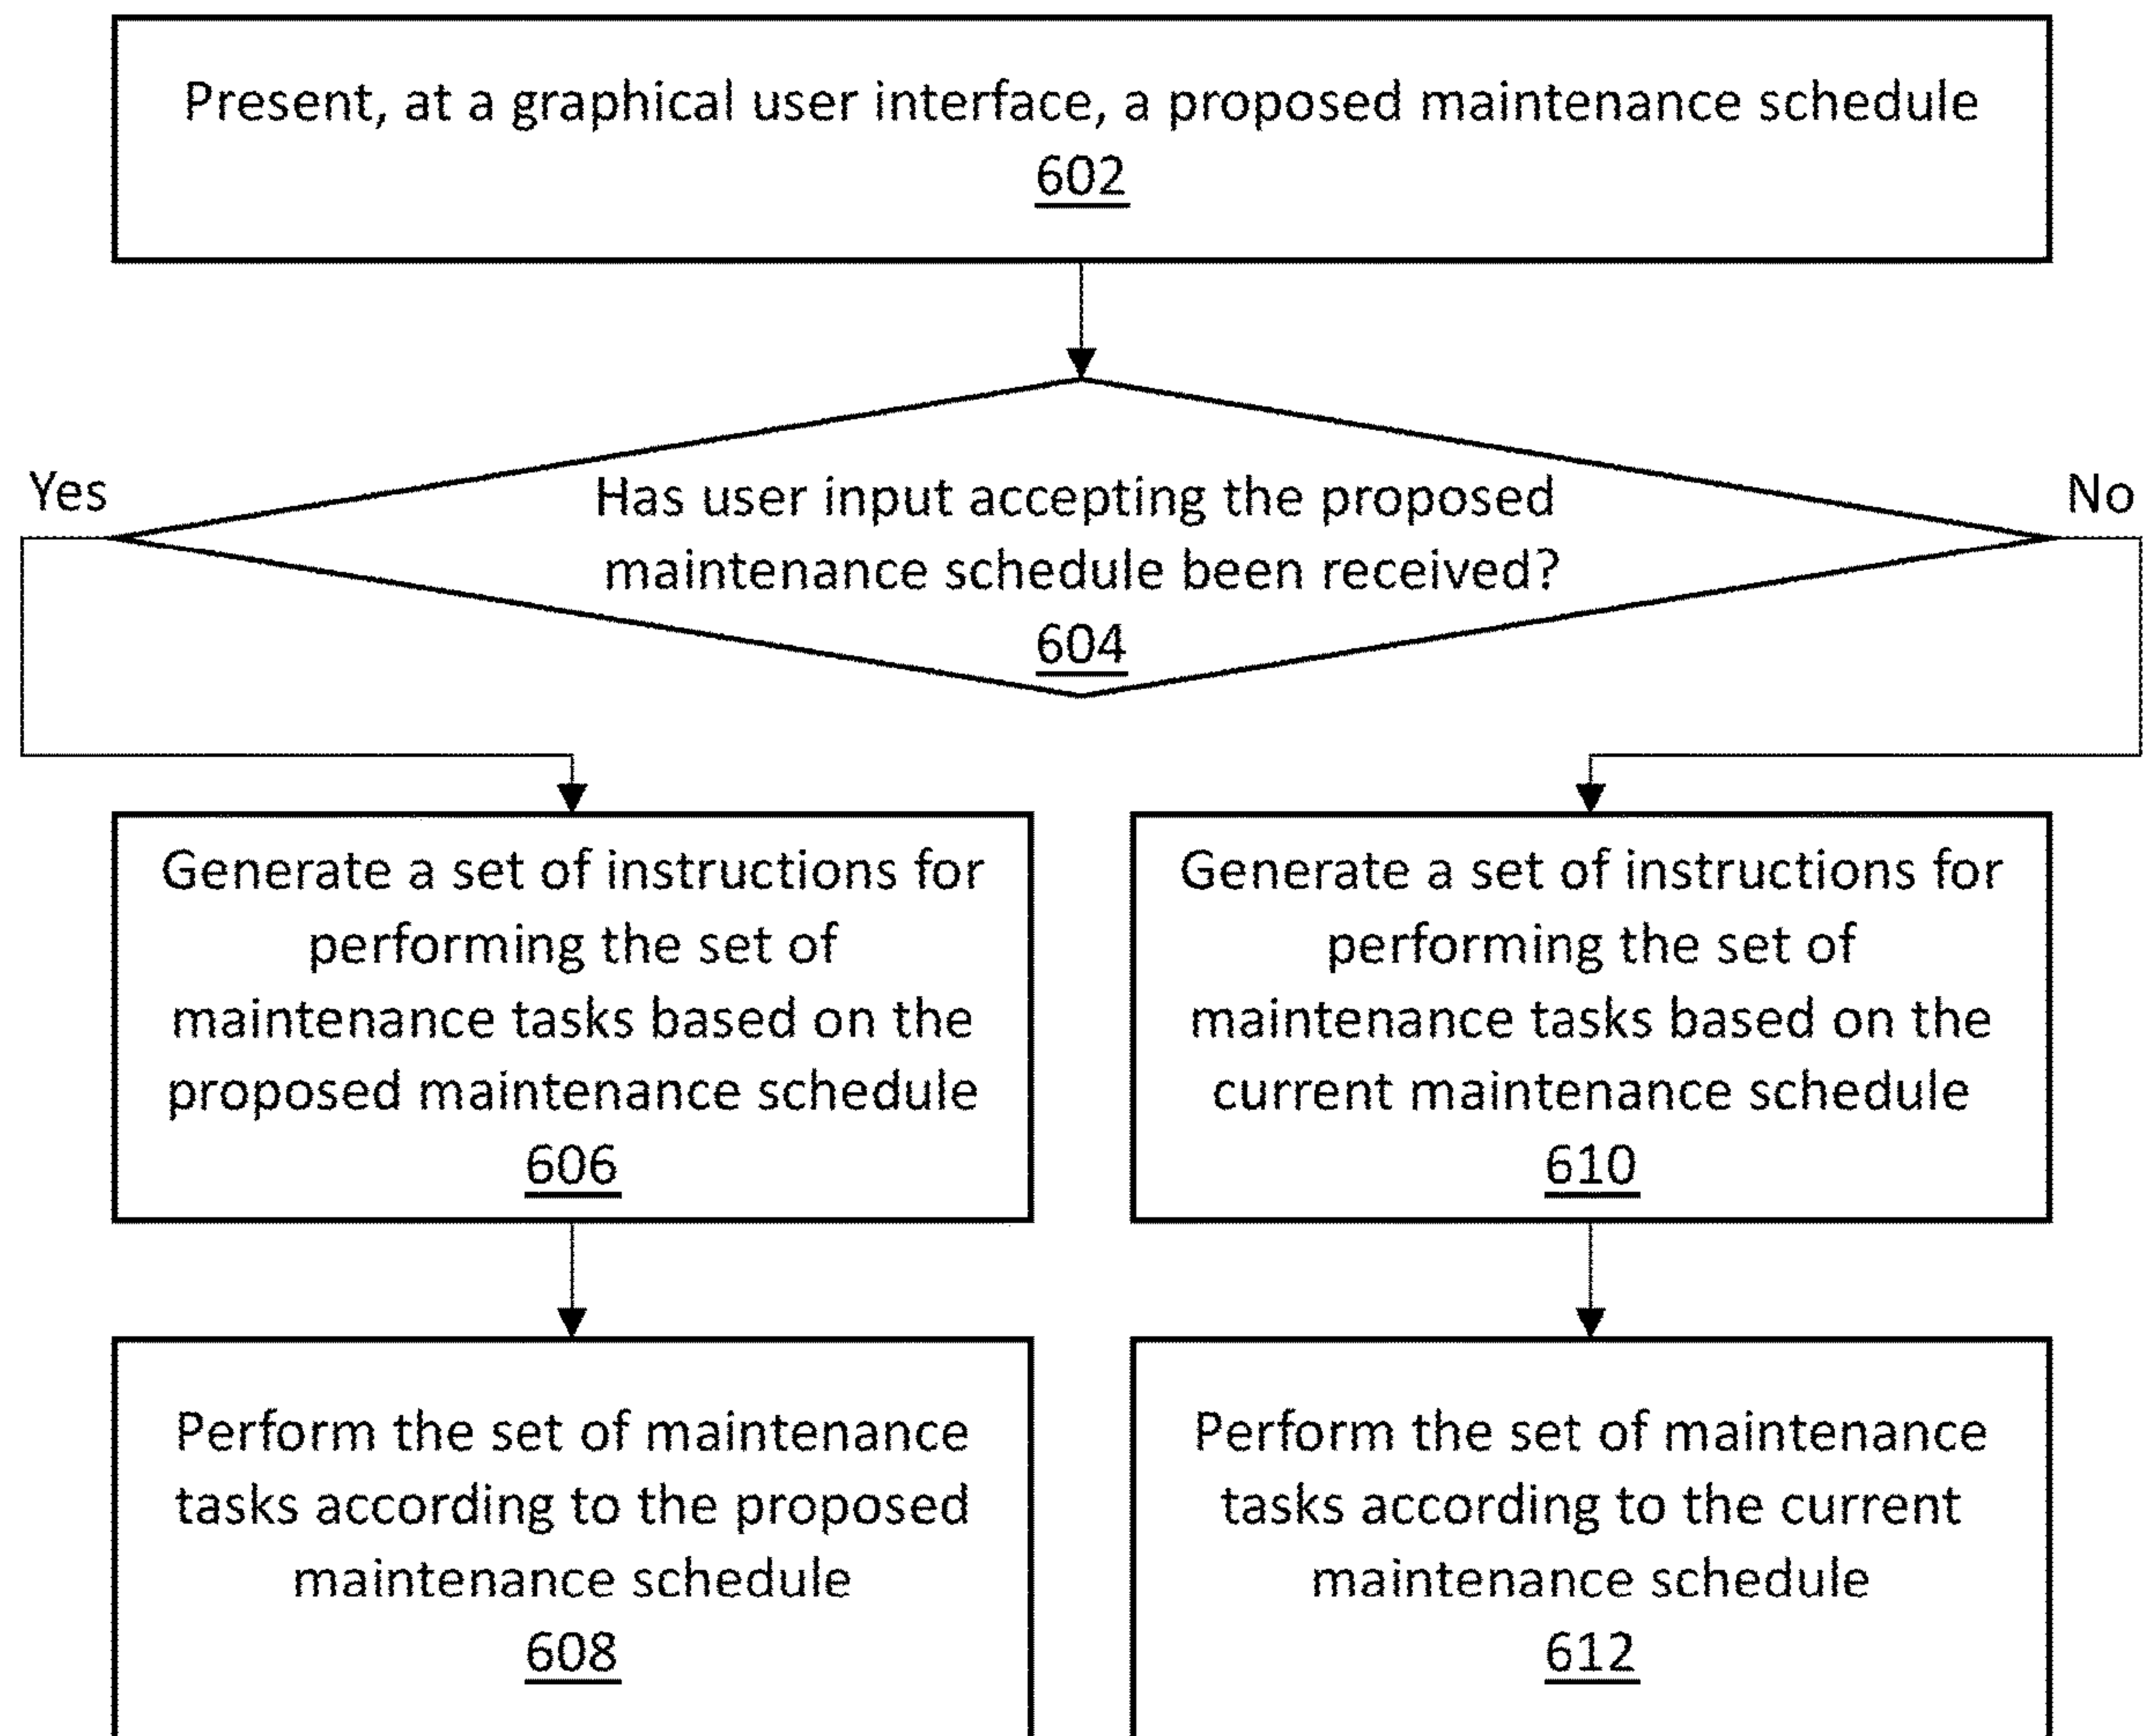 Present, at a graphical user interface, a proposed maintenance schedule
602
Yes
No
Has user input accepting the proposed
maintenance schedule been received?
604
Generate a set of instructions for
performing the set of
maintenance tasks based on the
proposed maintenance schedule
606
Generate a set of instructions for
performing the set of
maintenance tasks based on the
current maintenance schedule
610
Perform the set of maintenance
tasks according to the proposed
maintenance schedule
608
Perform the set of maintenance
tasks according to the current
maintenance schedule
612